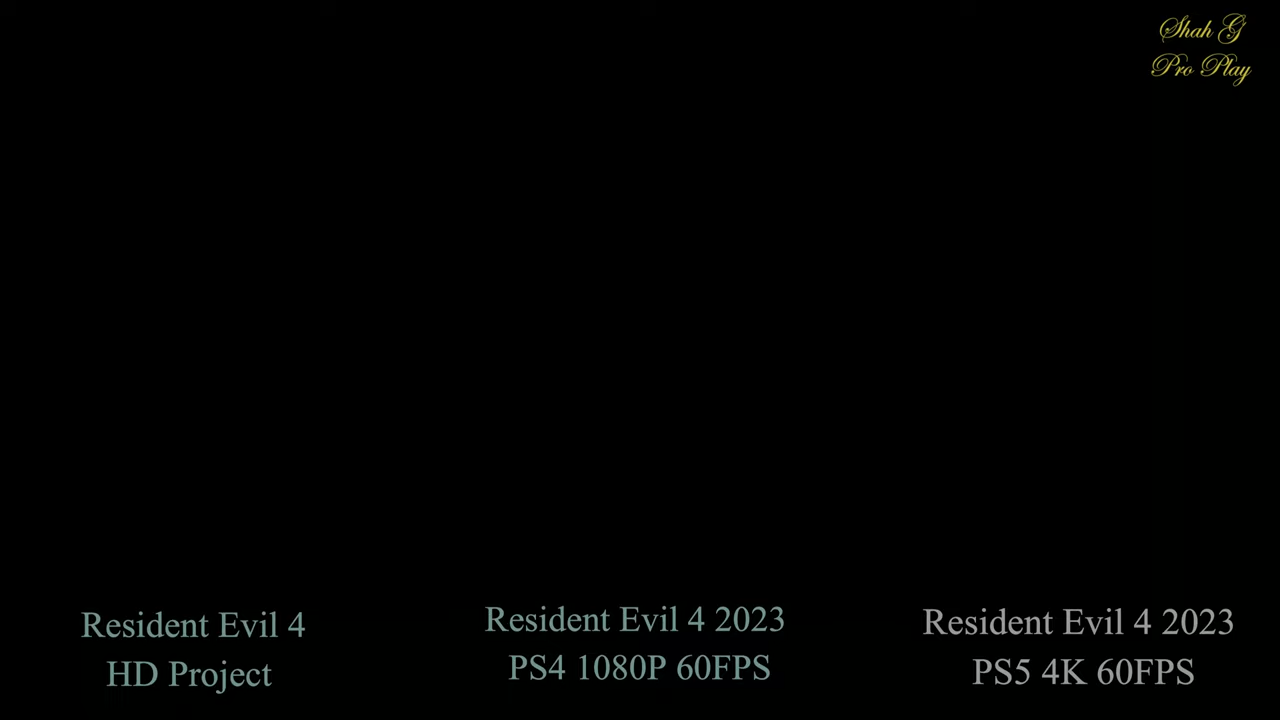 Shah G
Pro Play
Resident Evil 4
HD Project
Resident Evil 4 2023
PS4 1080P 60FPS
Resident Evil 4 2023
PS5 4K 60FPS